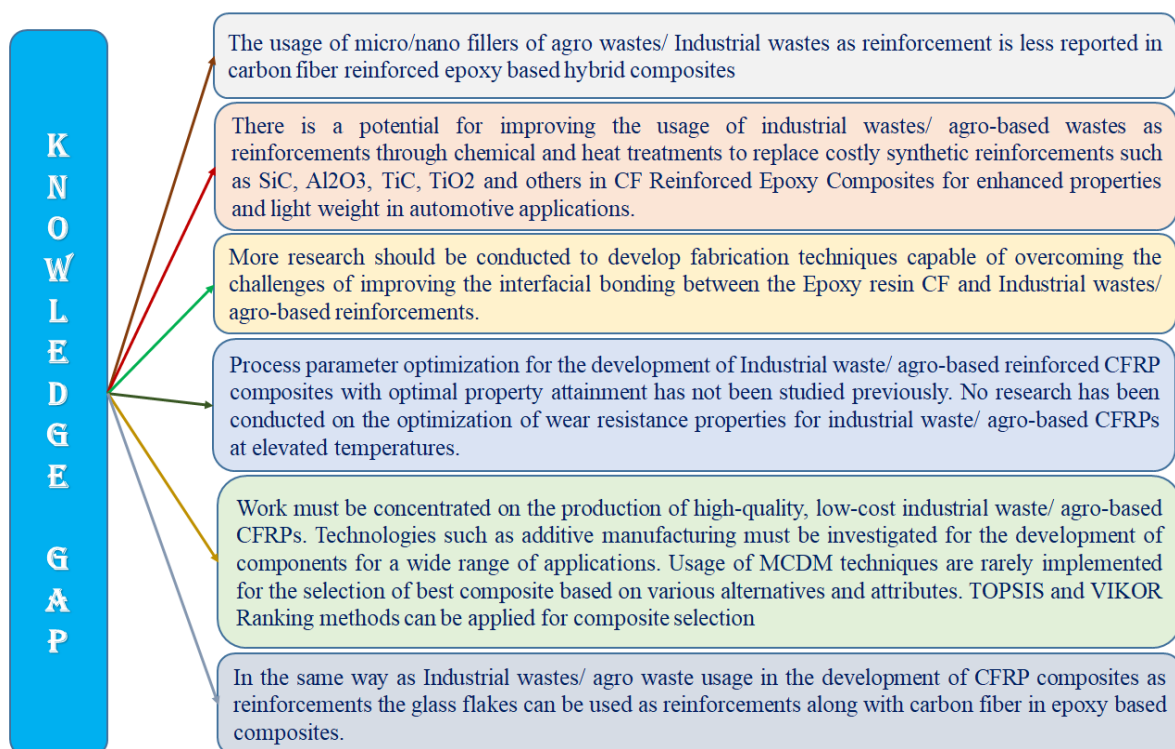 KNOWLEDGE GAP
The usage of micro/nano fillers of agro wastes/ Industrial wastes as reinforcement is less reported in
carbon fiber reinforced epoxy based hybrid composites
There is a potential for improving the usage of industrial wastes/ agro-based wastes as
reinforcements through chemical and heat treatments to replace costly synthetic reinforcements such
as SiC, Al2O3, TiC, TiO2 and others in CF Reinforced Epoxy Composites for enhanced properties
and light weight in automotive applications.
More research should be conducted to develop fabrication techniques capable of overcoming the
challenges of improving the interfacial bonding between the Epoxy resin CF and Industrial wastes/
agro-based reinforcements.
Process parameter optimization for the development of Industrial waste/ agro-based reinforced CFRP
composites with optimal property attainment has not been studied previously. No research has been
conducted on the optimization of wear resistance properties for industrial waste/ agro-based CFRPs
at elevated temperatures.
Work must be concentrated on the production of high-quality, low-cost industrial waste/ agro-based
CFRPs. Technologies such as additive manufacturing must be investigated for the development of
components for a wide range of applications. Usage of MCDM techniques are rarely implemented
for the selection of best composite based on various alternatives and attributes. TOPSIS and VIKOR
Ranking methods can be applied for composite selection
In the same way as Industrial wastes/ agro waste usage in the development of CFRP composites as
reinforcements the glass flakes can be used as reinforcements along with carbon fiber in epoxy based
composites.